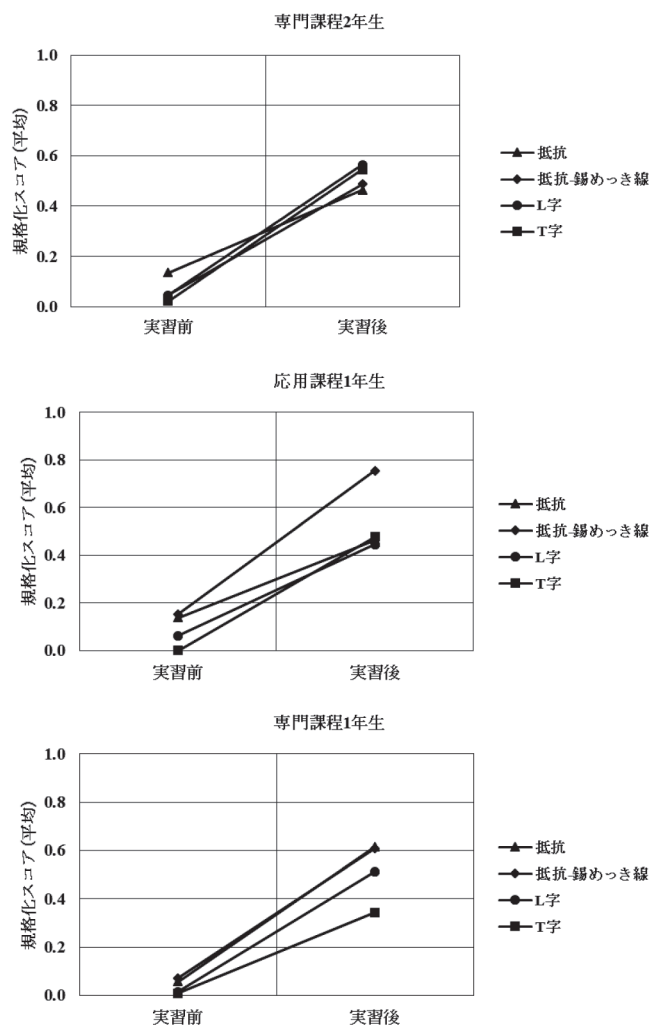 専門課程2年生
1.0
0.8
0.6
0.4
0.2
0.0
規格化スコア(平均)
実習前
実習後
抵抗
抵抗-錫めっき線
L字
T字
応用課程1年生
1.0
0.8
0.6
0.4
0.2
0.0
規格化スコア(平均)
実習前
実習後
抵抗
抵抗-錫めっき線
L字
T字
専門課程1年生
1.0
0.8
0.6
0.4
0.2
0.0
規格化スコア(平均)
実習前
実習後
抵抗
抵抗-錫めっき線
L字
T字